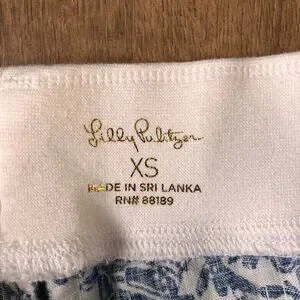 Lilly Pulitzer
XS
MADE IN SRI LANKA
RN# 88189